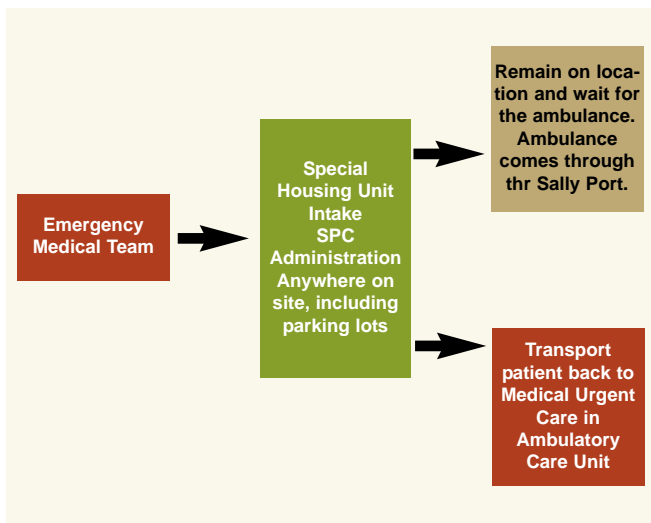 Emergency
Medical Team
Special
Housing Unit
Intake
SPC
Administration
Anywhere on
site, including
parking lots
Remain on loca-
tion and wait for
the ambulance.
Ambulance
comes through
thr Sally Port.
Transport
patient back to
Medical Urgent
Care in
Ambulatory
Care Unit